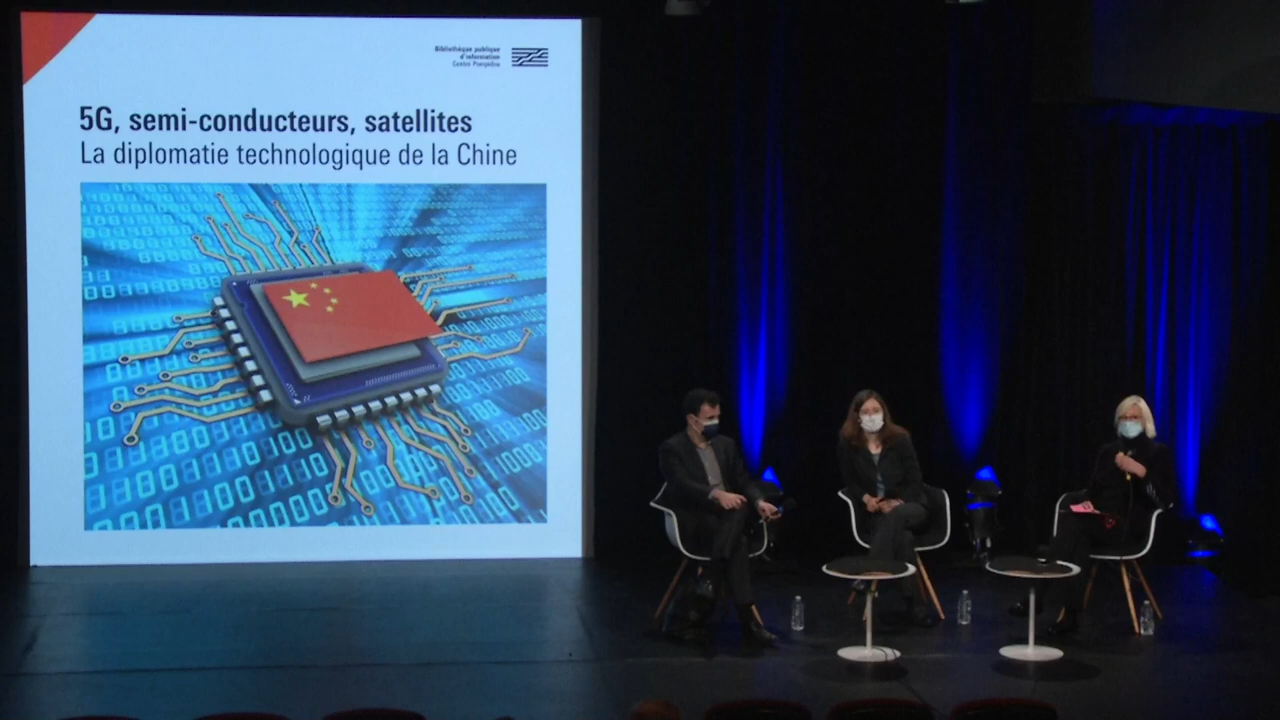 Bibliothèque publique
d'information
Centre Pompidou
5G, semi-conducteurs, satellites
La diplomatie technologique de la Chine